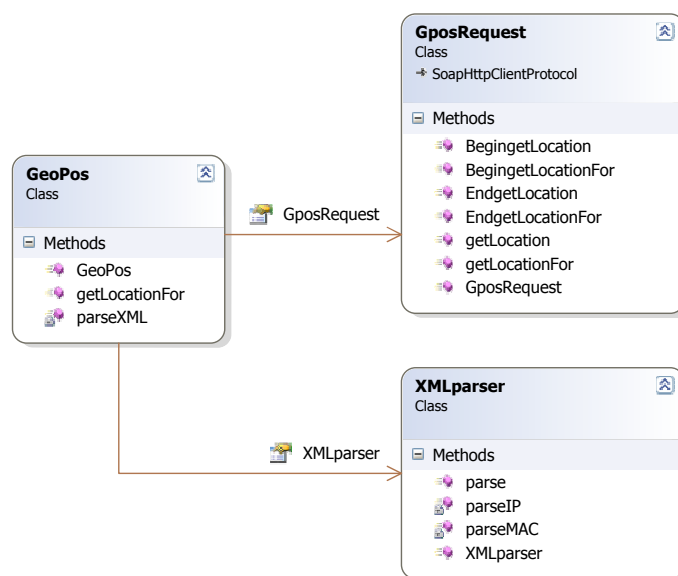 GposRequest
Class
SoapHttpClientProtocol
Methods
BegingetLocation
BegingetLocationFor
EndgetLocation
EndgetLocationFor
getLocation
getLocationFor
GposRequest
GeoPos
Class
Methods
GeoPos
getLocationFor
parseXML
GposRequest
XMLparser
XMLparser
Class
Methods
parse
parseIP
parseMAC
XMLparser